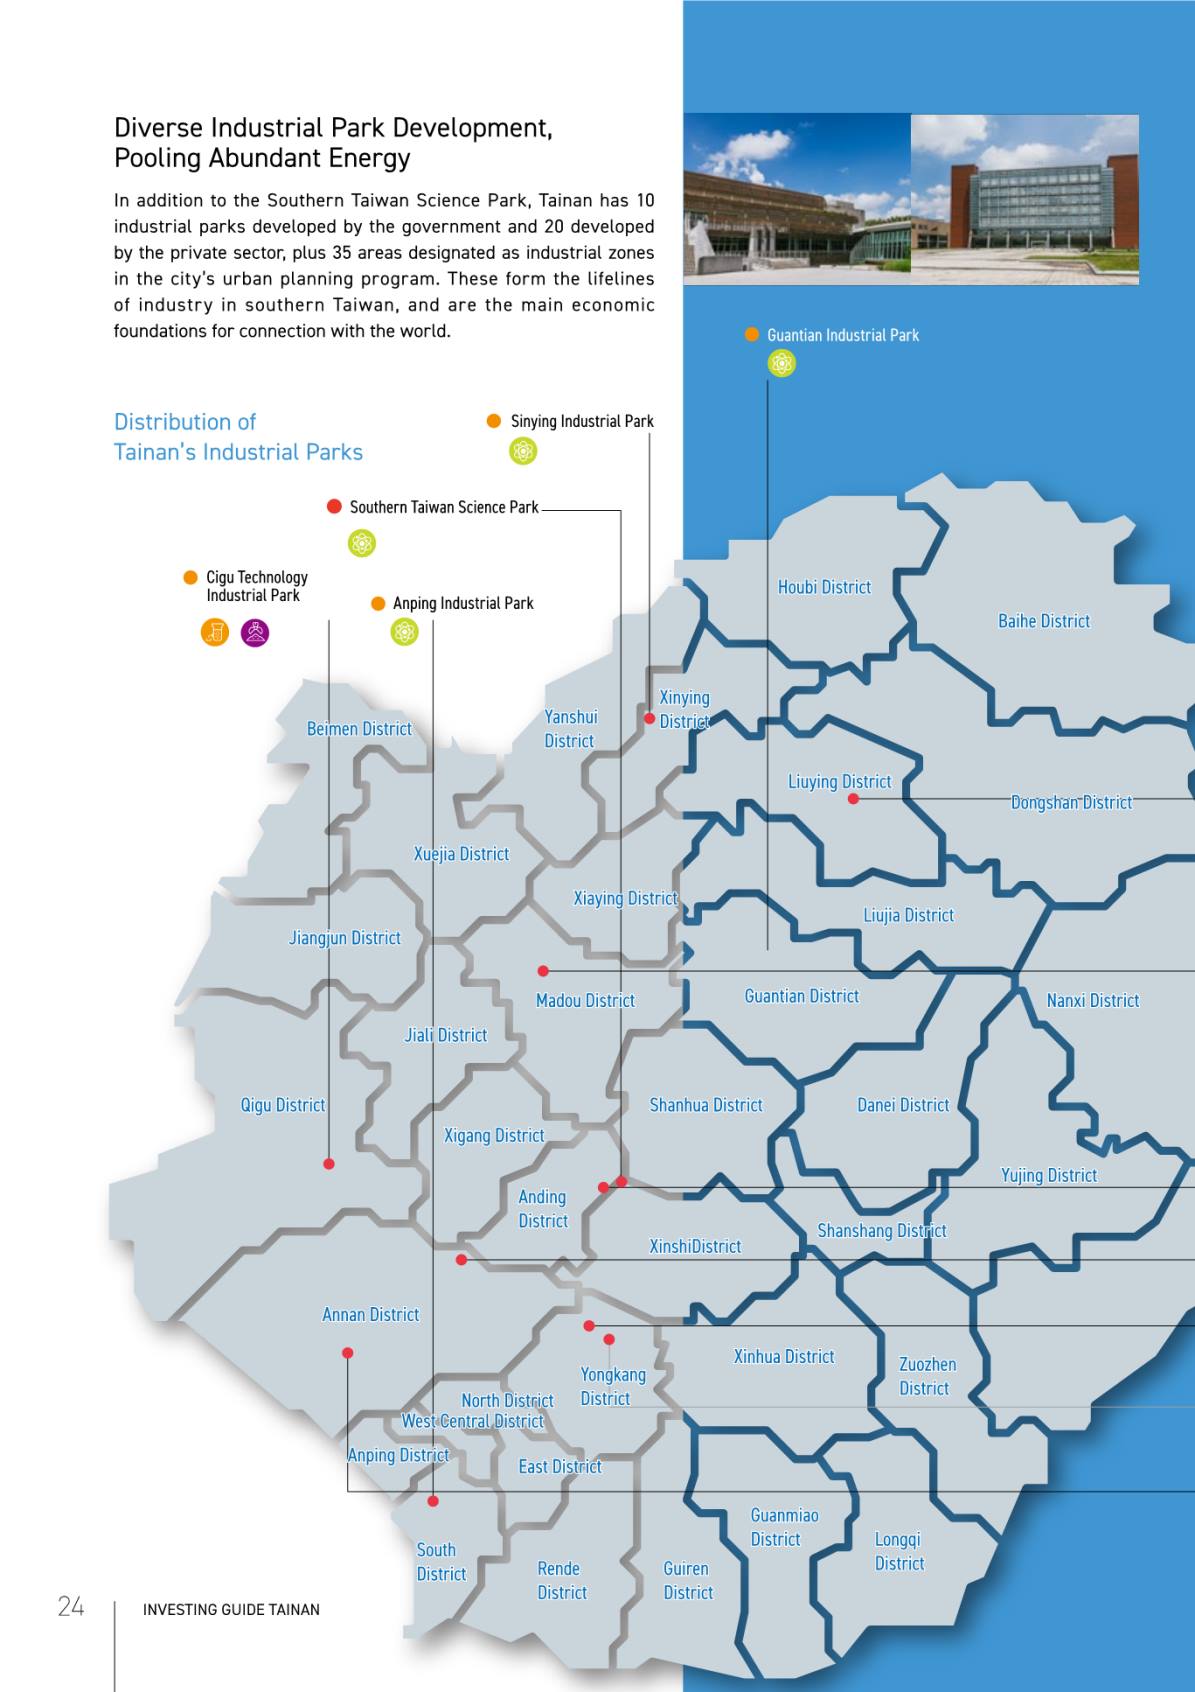 Diverse Industrial Park Development,
Pooling Abundant Energy
In addition to the Southern Taiwan Science Park, Tainan has 10
industrial parks developed by the government and 20 developed
by the private sector, plus 35 areas designated as industrial zones
in the city's urban planning program. These form the lifelines
of industry in southern Taiwan, and are the main economic
foundations for connection with the world.
Guantian Industrial Park
Distribution of
Tainan's Industrial Parks
Sinying Industrial Park
Southern Taiwan Science Park
Cigu Technology
Industrial Park
Anping Industrial Park
Houbi District
Baihe District
Xinying
District
Yanshui
District
Beimen District
Liuying District
Dongshan District
Xuejia District
Xiaying District
Liujia District
Jiangjun District
Madou District
Guantian District
Nanxi District
Jiali District
Qigu District
Shanhua District
Danei District
Xigang District
Yujing District
Anding
District
Shanshang District
XinshiDistrict
Annan District
Xinhua District
Zuozhen
District
Yongkang
District
North District
West Central District
Anping District
East District
Guanmiao
District
Longqi
District
South
District
Rende
District
Guiren
District
24
INVESTING GUIDE TAINAN